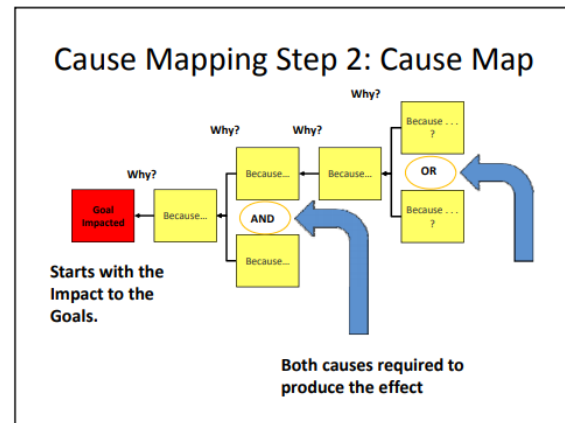 Cause Mapping Step 2: Cause Map
Why?
Because . . .
?
Why?
Why?
OR
Because...
Because...
Why?
Because . . .
?
Goal
Impacted
Because...
AND
Because...
Starts with the
Impact to the
Goals.
Both causes required to
produce the effect